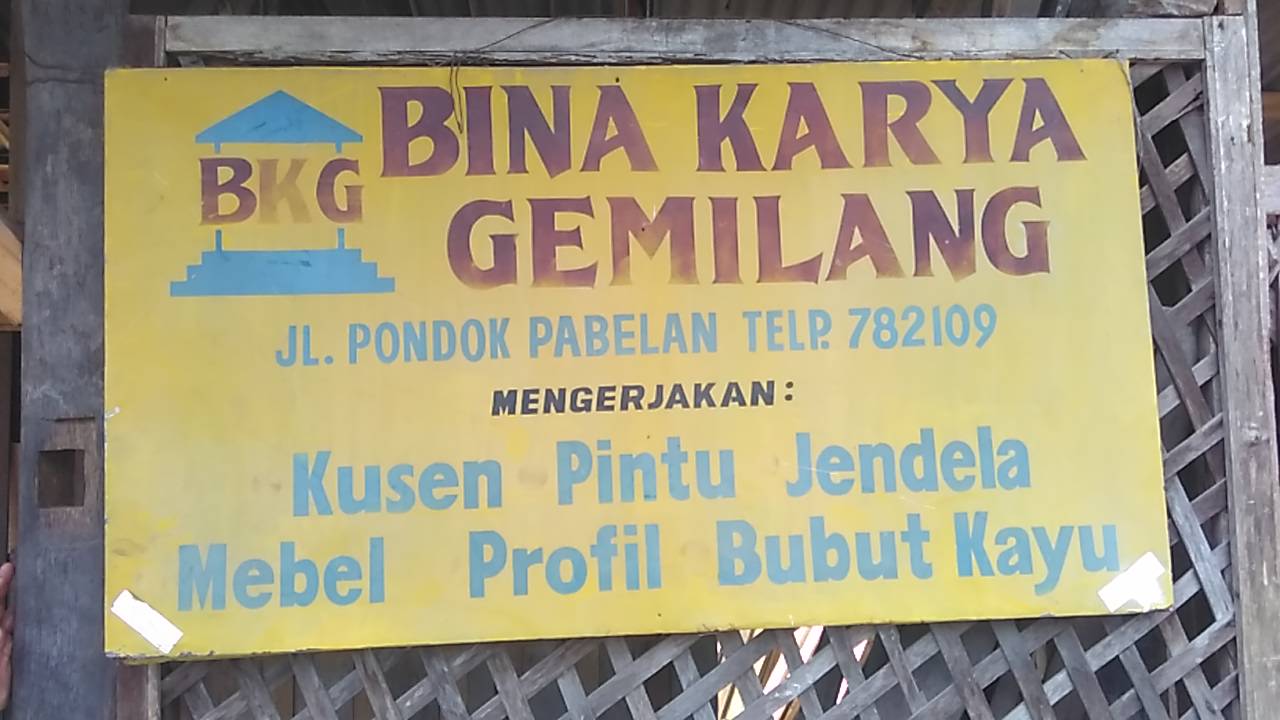 BKG
BINA KARYA
GEMILANG
JL. PONDOK PABELAN TELP. 782109
MENGERJAKAN:
Kusen Pintu Jendela
Mebel Profil Bubut Kayu